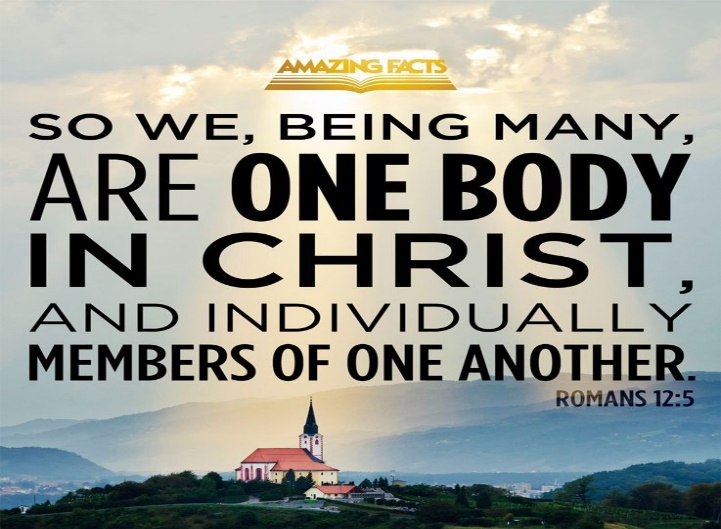 AMAZING FACTS
SO WE, BEING MANY,
ARE ONE BODY
IN CHRIST,
AND INDIVIDUALLY
MEMBERS OF ONE ANOTHER.
ROMANS 12:5